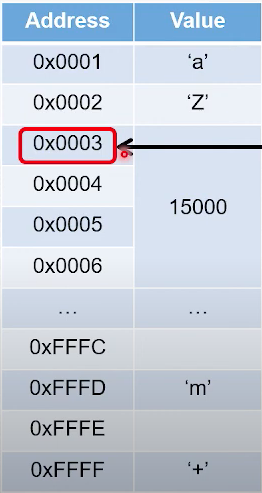 Address Value
0x0001 ‘a’
0x0002 ‘Z’
0x0003
0x0004
15000
0x0005
0x0006
... ...
0xFFFC
0xFFFD ‘m’
0xFFFE
0xFFFF ‘+’